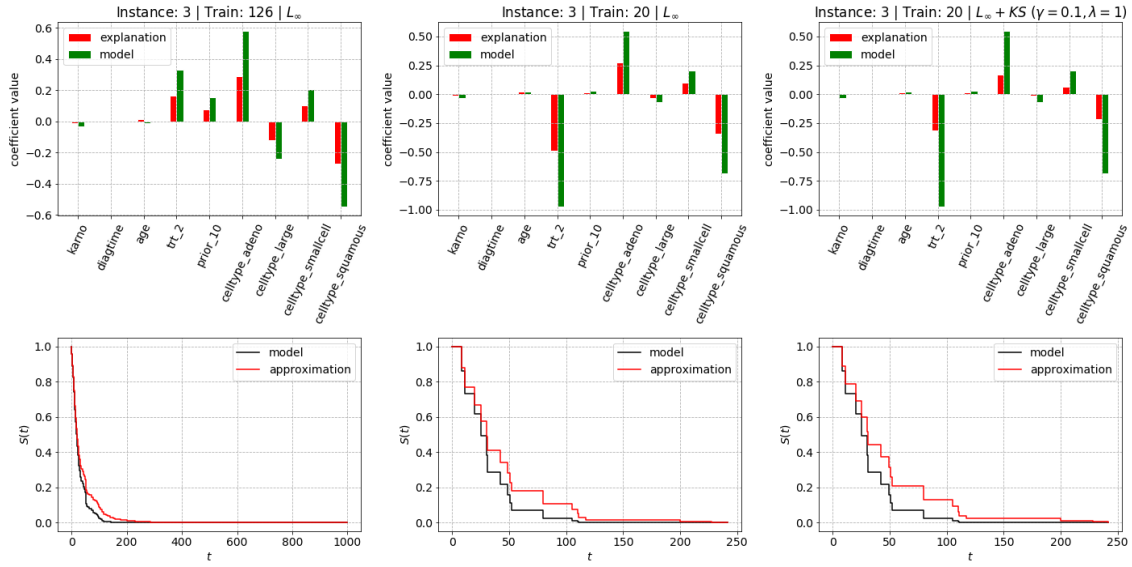 Instance: 3 | Train: 126 | L∞
explanation
model
coefficient value
0.6
0.4
0.2
0.0
−0.2
−0.4
−0.6
karno
diagtime
age
trt_2
prior_10
celltype_adeno
celltype_large
celltype_smallcell
celltype_squamous
Instance: 3 | Train: 20 | L∞
explanation
model
coefficient value
0.50
0.25
0.00
−0.25
−0.50
−0.75
−1.00
karno
diagtime
age
trt_2
prior_10
celltype_adeno
celltype_large
celltype_smallcell
celltype_squamous
Instance: 3 | Train: 20 | L∞ + KS (γ = 0.1, λ = 1)
explanation
model
coefficient value
0.50
0.25
0.00
−0.25
−0.50
−0.75
−1.00
karno
diagtime
age
trt_2
prior_10
celltype_adeno
celltype_large
celltype_smallcell
celltype_squamous
model
approximation
S(t)
1.0
0.8
0.6
0.4
0.2
0.0
0 200 400 600 800 1000
t
model
approximation
S(t)
1.0
0.8
0.6
0.4
0.2
0.0
0 50 100 150 200 250
t
model
approximation
S(t)
1.0
0.8
0.6
0.4
0.2
0.0
0 50 100 150 200 250
t